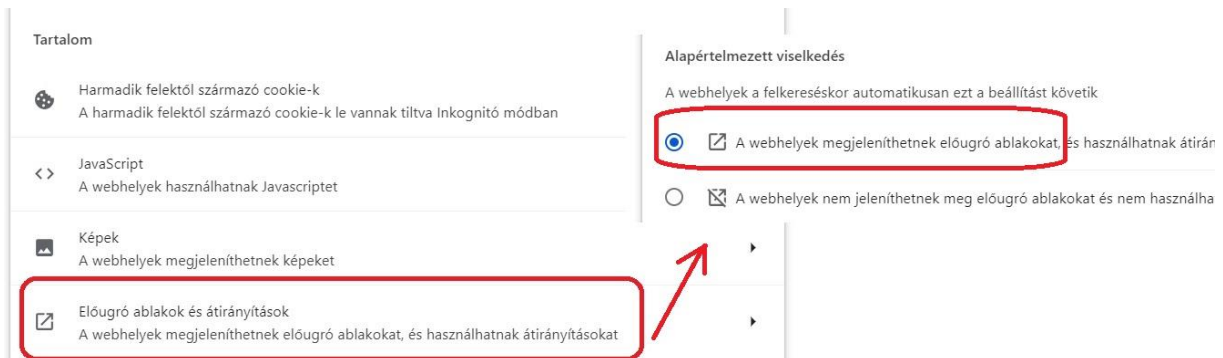 Tartalom
Harmadik felektől származó cookie-k
A harmadik felektől származó cookie-k le vannak tiltva Inkognitó módban
JavaScript
A webhelyek használhatnak Javascriptet
Képek
A webhelyek megjeleníthetnek képeket
Előugró ablakok és átirányítások
A webhelyek megjeleníthetnek előugró ablakokat, és használhatnak átirányításokat
Alapértelmezett viselkedés
A webhelyek a felkereséskor automatikusan ezt a beállítást követik
A webhelyek megjeleníthetnek előugró ablakokat, és használhatnak átirán
A webhelyek nem jeleníthetnek meg előugró ablakokat és nem használha